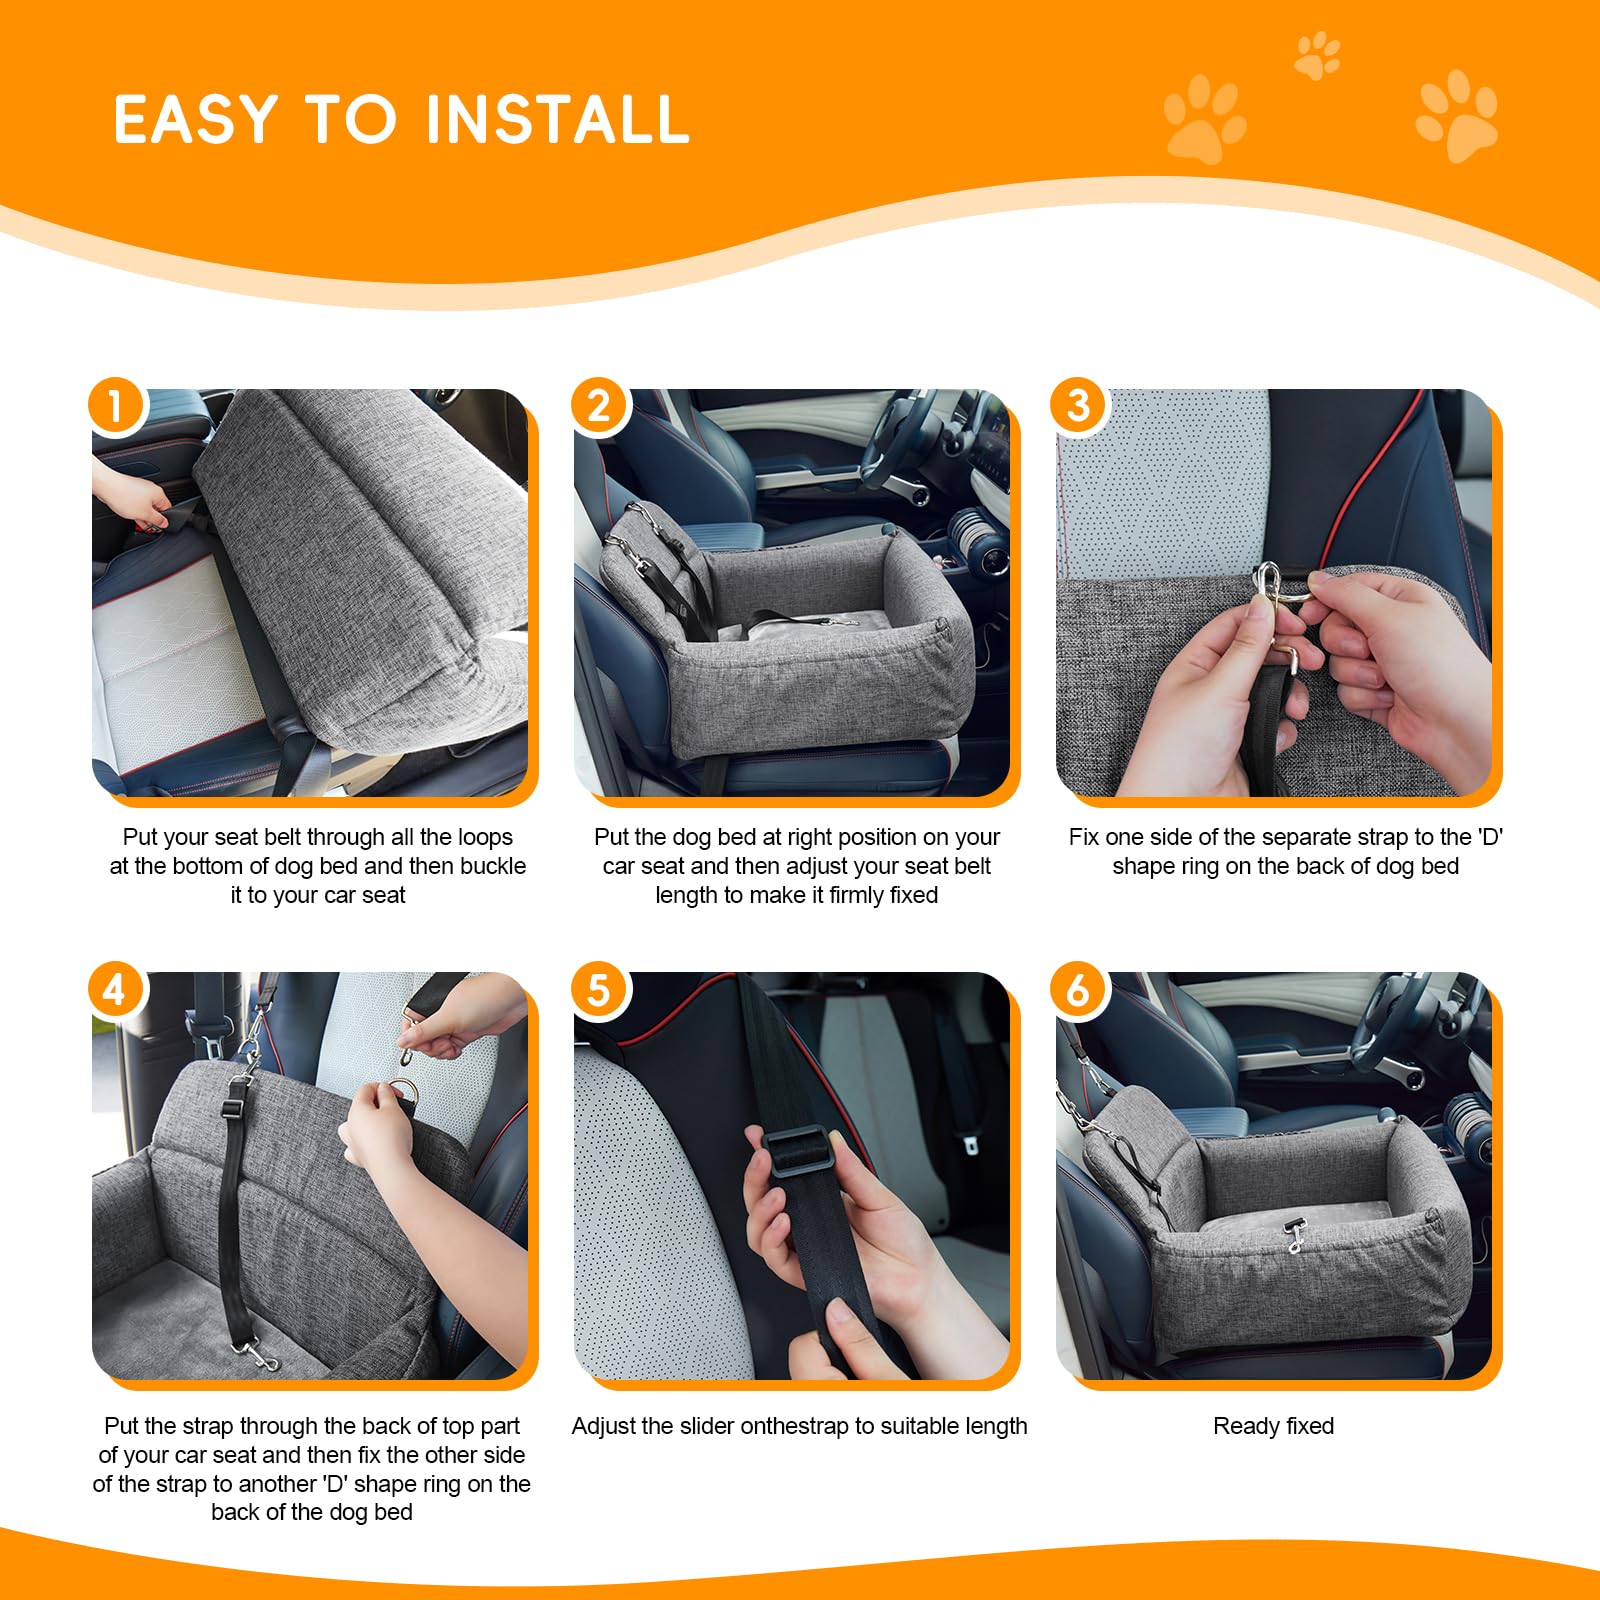 EASY TO INSTALL
1
2
3
Put your seat belt through all the loops
at the bottom of dog bed and then buckle
it to your car seat
Put the dog bed at right position on your
car seat and then adjust your seat belt
length to make it firmly fixed
Fix one side of the separate strap to the 'D'
shape ring on the back of dog bed
4
5
6
Put the strap through the back of top part
of your car seat and then fix the other side
of the strap to another 'D' shape ring on the
back of the dog bed
Adjust the slider onthestrap to suitable length
Ready fixed